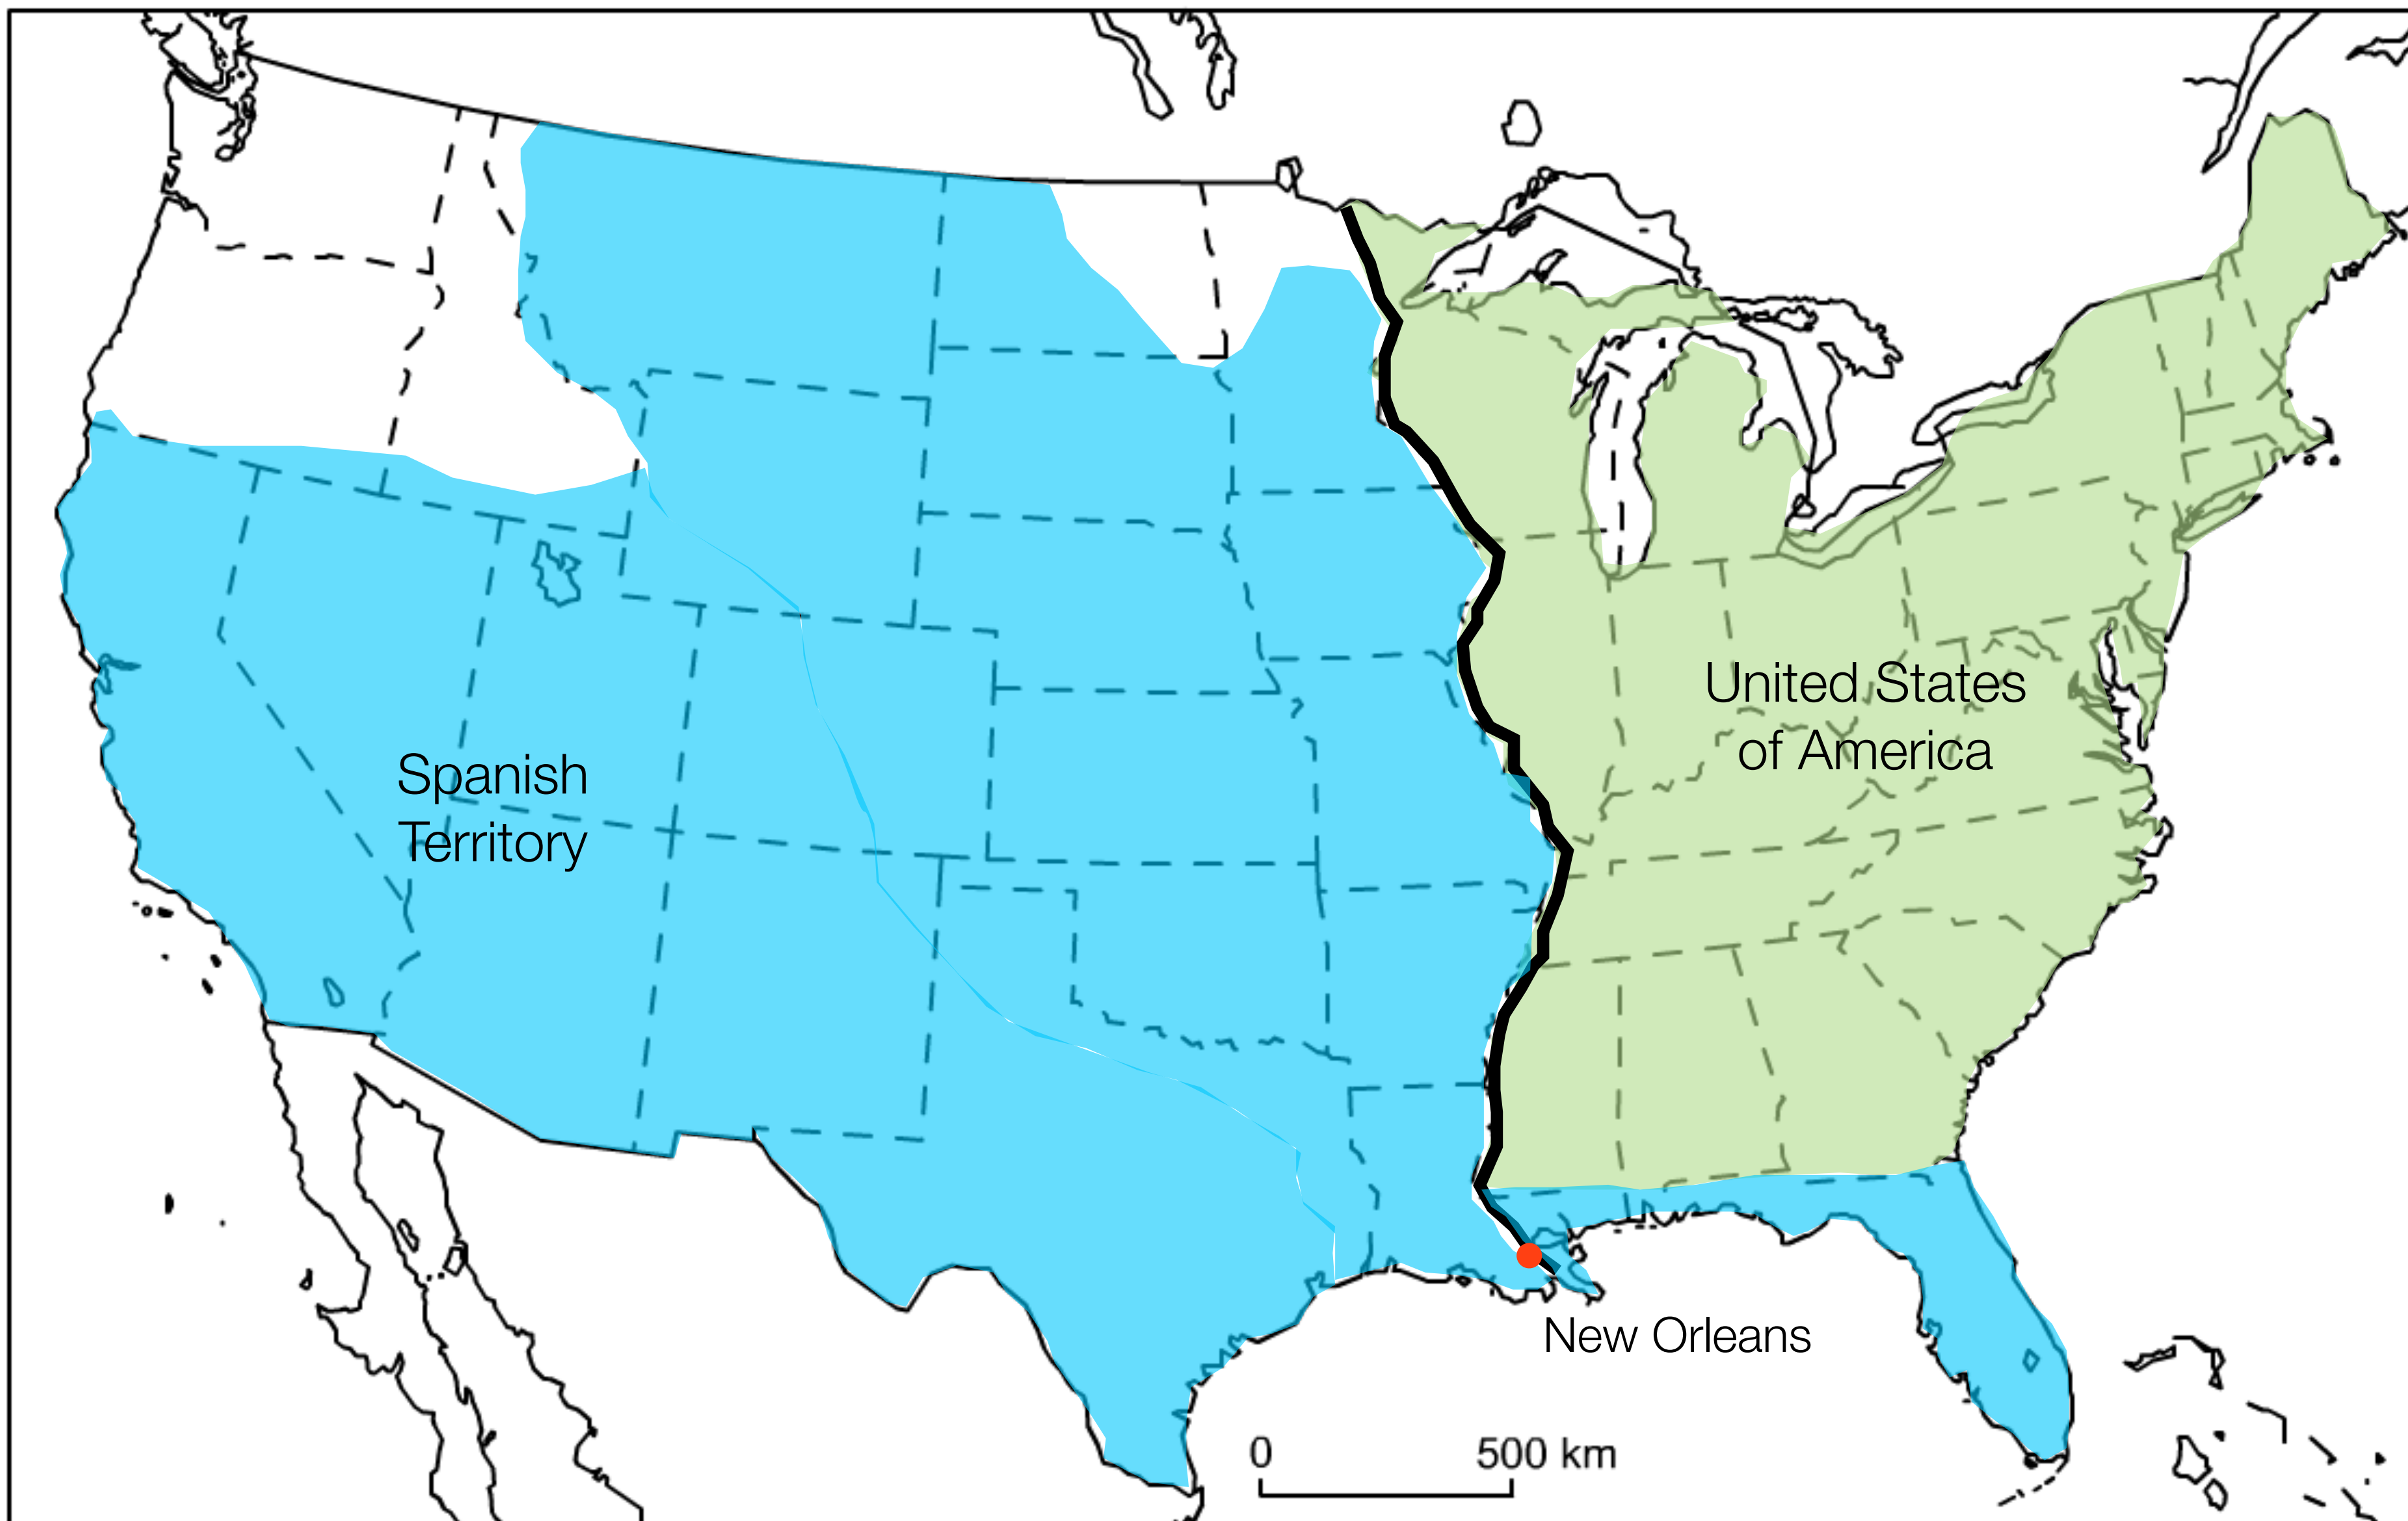 Spanish
Territory
United States
of America
New Orleans
0 500 km